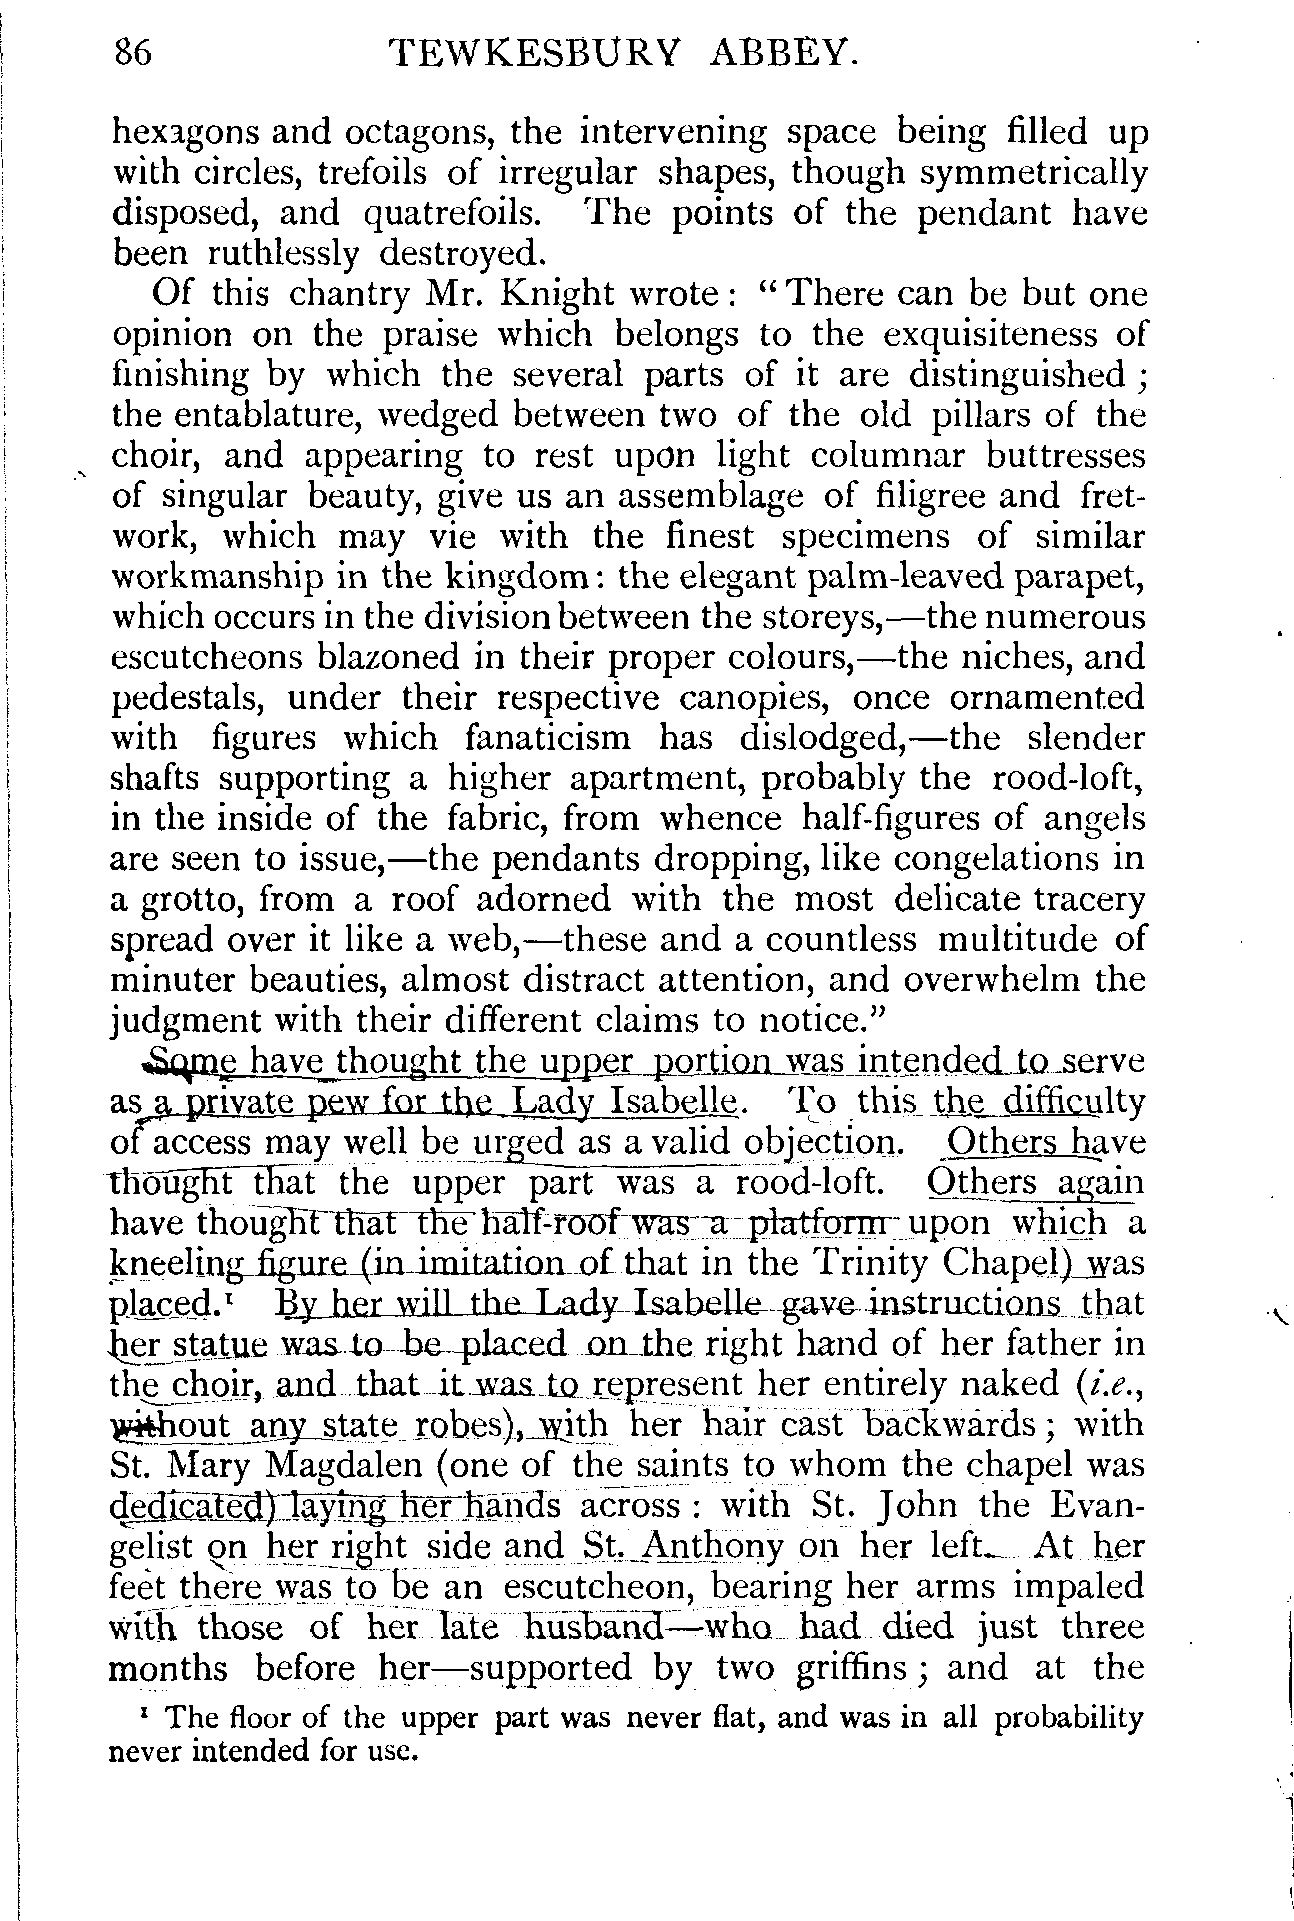 86 TEWKESBURY ABBEY.
hexagons and octagons, the intervening space being filled up
with circles, trefoils of irregular shapes, though symmetrically
disposed, and quatrefoils. The points of the pendant have
been ruthlessly destroyed.
Of this chantry Mr. Knight wrote: "There can be but one
opinion on the praise which belongs to the exquisiteness of
finishing by which the several parts of it are distinguished;
the entablature, wedged between two of the old pillars of the
choir, and appearing to rest upon light columnar buttresses
of singular beauty, give us an assemblage of filigree and fret-
work, which may vie with the finest specimens of similar
workmanship in the kingdom: the elegant palm-leaved parapet,
which occurs in the division between the storeys,—the numerous
escutcheons blazoned in their proper colours,—the niches, and
pedestals, under their respective canopies, once ornamented
with figures which fanaticism has dislodged,—the slender
shafts supporting a higher apartment, probably the rood-loft,
in the inside of the fabric, from whence half-figures of angels
are seen to issue,—the pendants dropping, like congelations in
a grotto, from a roof adorned with the most delicate tracery
spread over it like a web,—these and a countless multitude of
minuter beauties, almost distract attention, and overwhelm the
judgment with their different claims to notice."
Some have thought the upper portion was intended to serve
as a private pew for the Lady Isabelle. To this the difficulty
of access may well be urged as a valid objection. Others have
thought that the upper part was a rood-loft. Others again
have thought that the half-roof was a platform upon which a
kneeling figure (in imitation of that in the Trinity Chapel) was
placed.¹ By her will the Lady Isabelle gave instructions that
her statue was to be placed on the right hand of her father in
the choir, and that it was to represent her entirely naked (i.e.,
without any state robes), with her hair cast backwards; with
St. Mary Magdalen (one of the saints to whom the chapel was
dedicated) laying her hands across: with St. John the Evan-
gelist on her right side and St. Anthony on her left. At her
feet there was to be an escutcheon, bearing her arms impaled
with those of her late husband—who had died just three
months before her—supported by two griffins; and at the
¹ The floor of the upper part was never flat, and was in all probability
never intended for use.